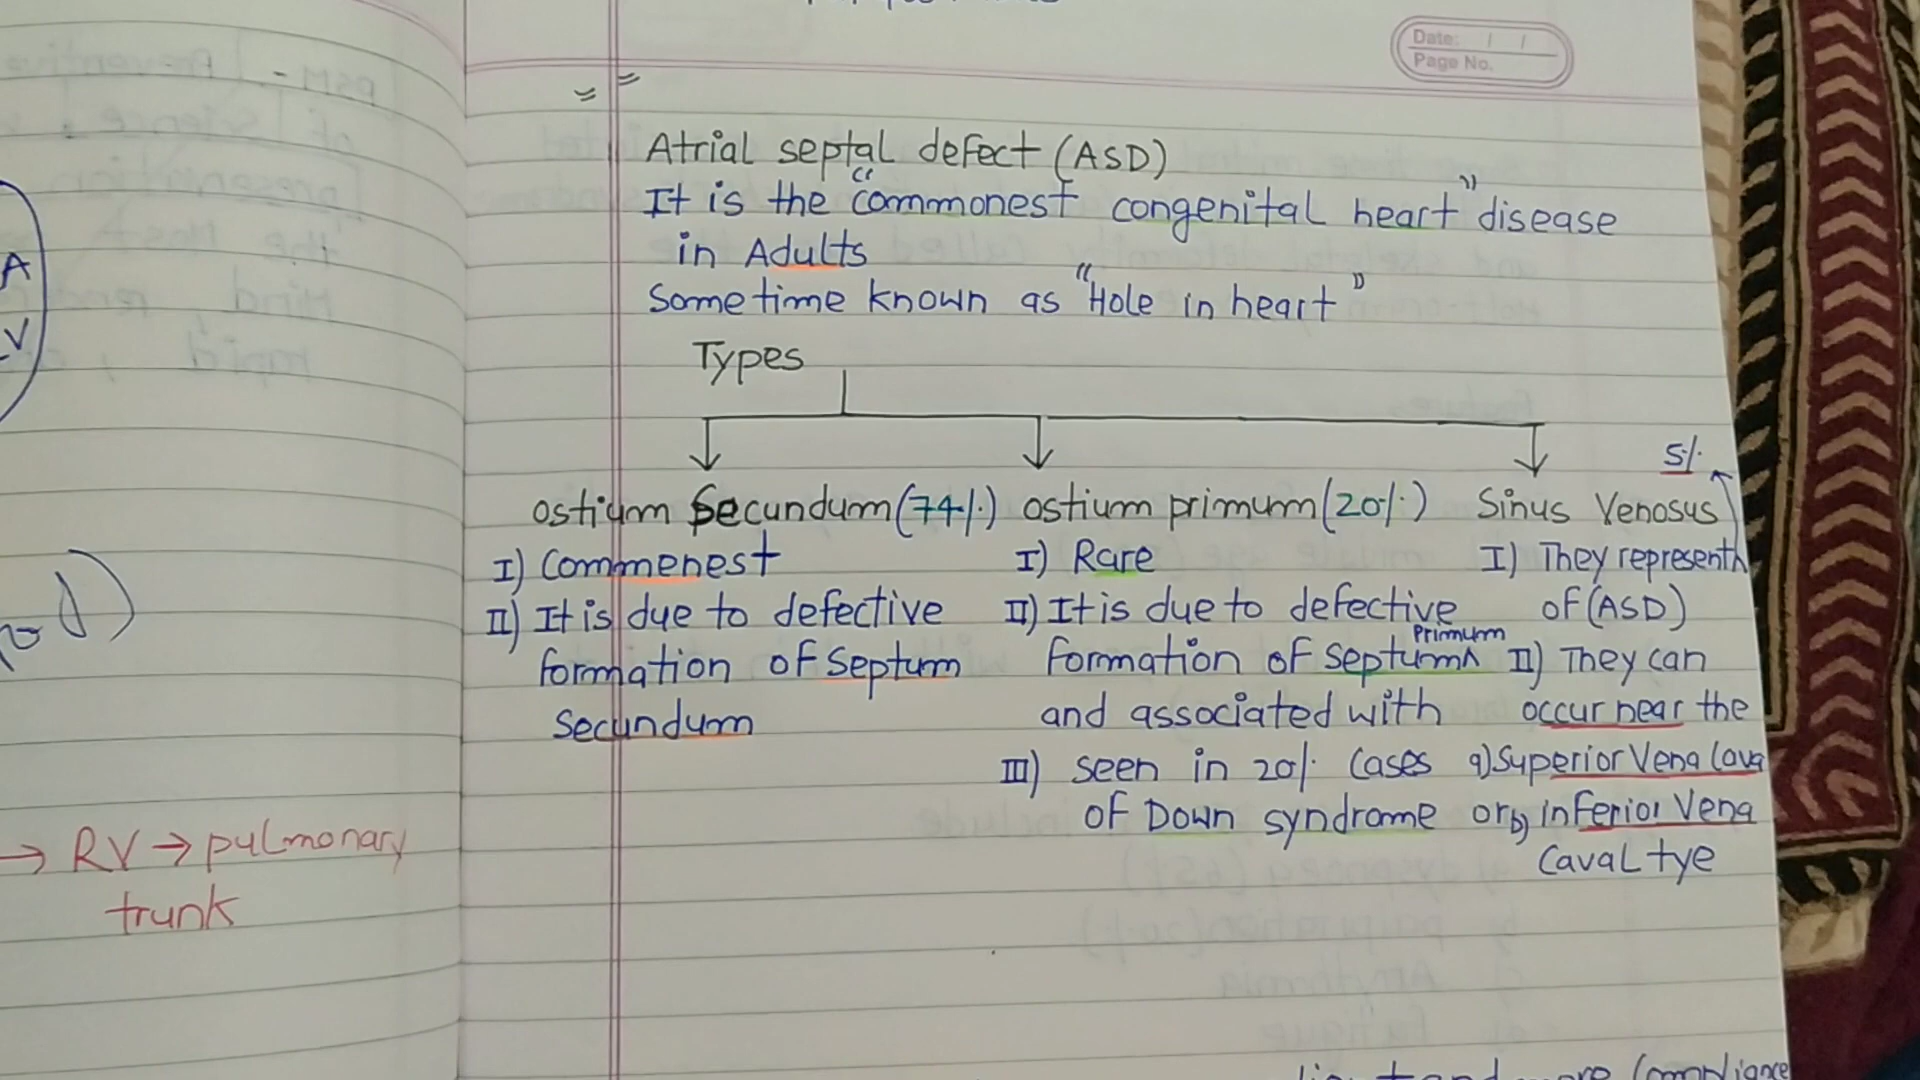 Date: / /
Page No.
Atrial septal defect (ASD)
It is the "commonest congenital heart" disease
in Adults
Sometime known as "Hole in heart"
Types
5%
ostium Secundum (74%) ostium primum (20%) Sinus Venosus
I) Commenest
II) It is due to defective
formation of Septum
Secundum
I) Rare
II) It is due to defective
formation of septum primum
and associated with
III) seen in 20% Cases
of Down syndrome
I) They represent
of (ASD)
II) They can
occur near the
a) Superior Vena Cava
or b) inferior Vena
Caval tye
A
V
→ RV → pulmonary
trunk
and more Compliance